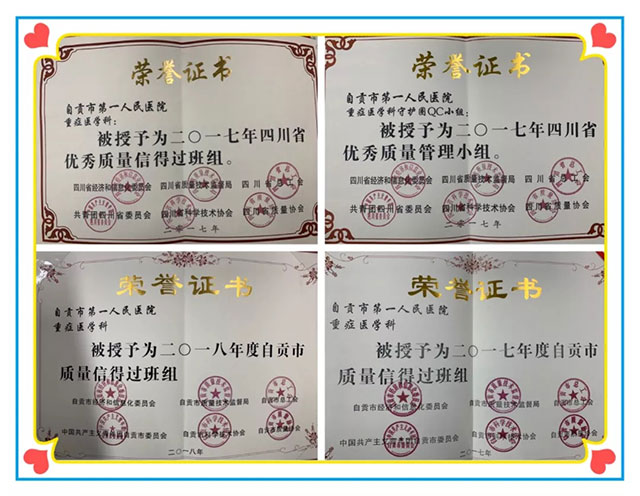 荣誉证书
自贡市第一人民医院
重症医学科：
被授予为二〇一七年四川省
优秀质量信得过班组。
四川省经济和信息化委员会 四川省质量技术监督局 四川省总工会
共青团四川省委员会 四川省科学技术协会 四川省质量协会
二〇一七年
荣誉证书
自贡市第一人民医院
重症医学科守护圈QC小组：
被授予为二〇一七年四川省
优秀质量管理小组。
四川省经济和信息化委员会 四川省质量技术监督局 四川省总工会
共青团四川省委员会 四川省科学技术协会 四川省质量协会
二〇一七年
荣誉证书
自贡市第一人民医院
重症医学科
被授予为二〇一八年度自贡市
质量信得过班组
自贡市经济和信息化委员会 自贡市质量技术监督局 自贡市总工会
中国共产主义青年团自贡市委员会 自贡市科学技术协会
二〇一八年
荣誉证书
自贡市第一人民医院
重症医学科
被授予为二〇一七年度自贡市
质量信得过班组
自贡市经济和信息化委员会 自贡市质量技术监督局 自贡市总工会
中国共产主义青年团自贡市委员会 自贡市科学技术协会
二〇一七年